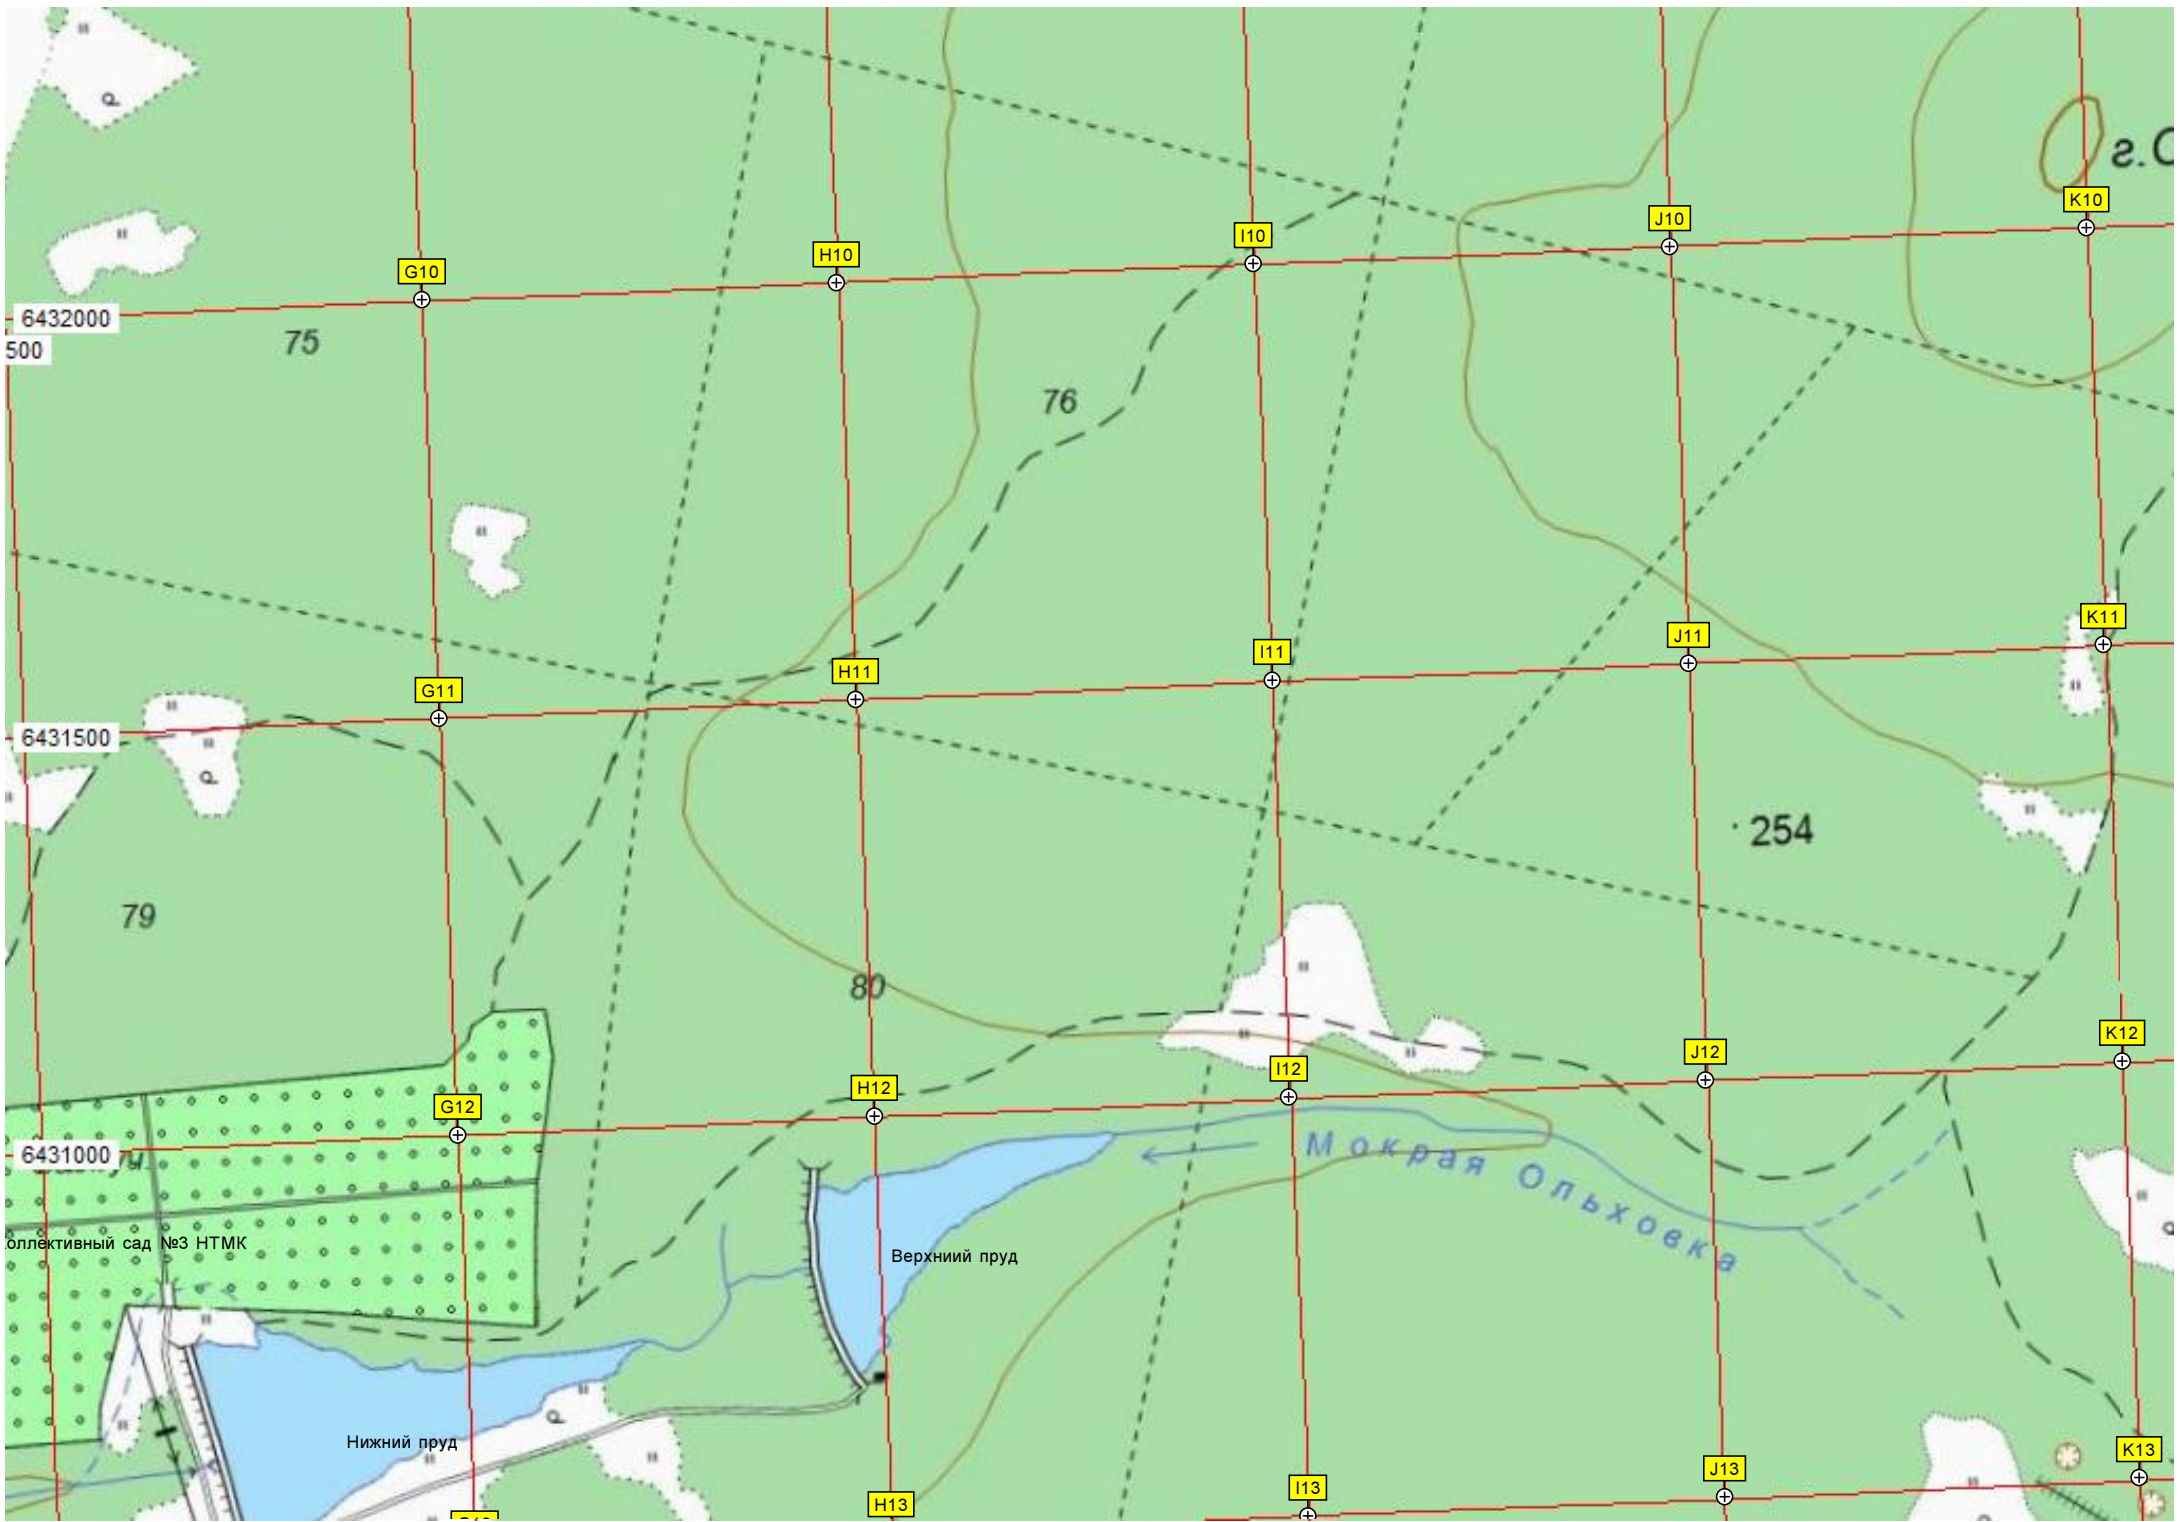 г.С
K10
J10
I10
H10
G10
6432000
75
500
76
K11
J11
I11
H11
G11
6431500
254
79
80
K12
J12
I12
H12
G12
6431000
Мокрая Ольховка
оллективный сад №3 НТМК
Верхниий пруд
Нижний пруд
K13
J13
I13
H13